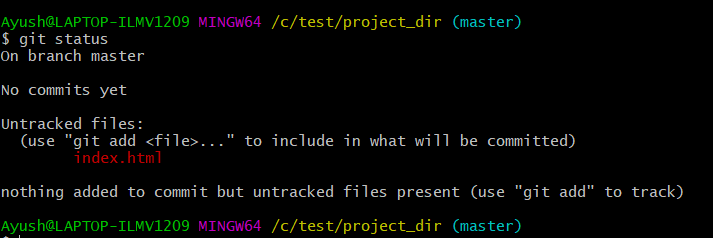 Ayush@LAPTOP-ILMV1209 MINGW64 /c/test/project_dir (master)
$ git status
On branch master
No commits yet
Untracked files:
  (use "git add <file>..." to include in what will be committed)
        index.html
nothing added to commit but untracked files present (use "git add" to track)
Ayush@LAPTOP-ILMV1209 MINGW64 /c/test/project_dir (master)
$